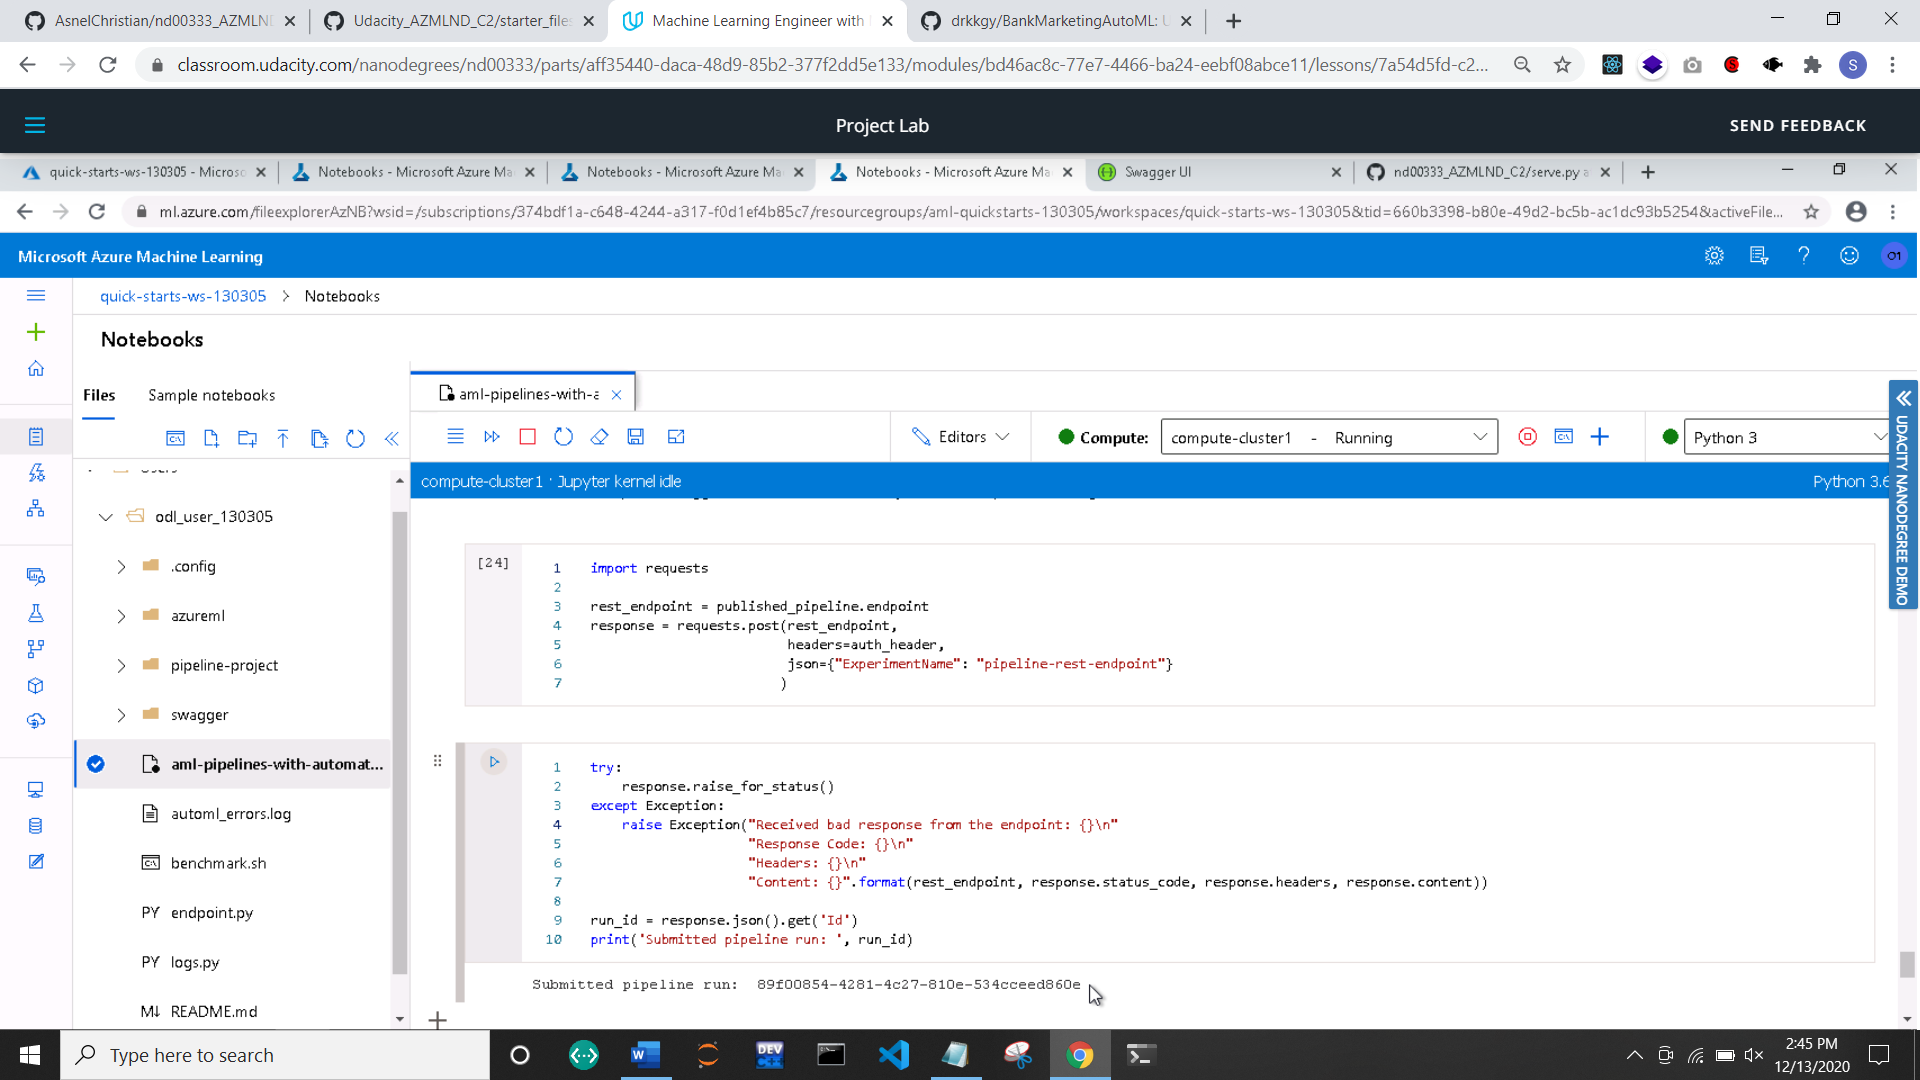 AsnelChristian/nd00333_AZMLND
Udacity_AZMLND_C2/starter_files
Machine Learning Engineer with
drkkgy/BankMarketingAutoML: U
classroom.udacity.com/nanodegrees/nd00333/parts/aff35440-daca-48d9-85b2-377f2dd5e133/modules/bd46ac8c-77e7-4466-ba24-eebf08abce11/lessons/7a54d5fd-c2...
S
Project Lab
SEND FEEDBACK
quick-starts-ws-130305 - Microso
Notebooks - Microsoft Azure Ma
Notebooks - Microsoft Azure Ma
Notebooks - Microsoft Azure Ma
Swagger UI
nd00333_AZMLND_C2/serve.py a
ml.azure.com/fileexplorerAzNB?wsid=/subscriptions/374bdf1a-c648-4244-a317-f0d1ef4b85c7/resourcegroups/aml-quickstarts-130305/workspaces/quick-starts-ws-130305&tid=660b3398-b80e-49d2-bc5b-ac1dc93b5254&activeFile...
Microsoft Azure Machine Learning
O1
quick-starts-ws-130305 > Notebooks
Notebooks
Files
Sample notebooks
aml-pipelines-with-a
Editors
Compute:
compute-cluster1 - Running
Python 3
UDACITY NANODEGREE DEMO
compute-cluster1 · Jupyter kernel idle
Python 3.6
odl_user_130305
.config
azureml
pipeline-project
swagger
aml-pipelines-with-automat...
automl_errors.log
benchmark.sh
PY endpoint.py
PY logs.py
M↓ README.md
[24]
1 import requests
2
3 rest_endpoint = published_pipeline.endpoint
4 response = requests.post(rest_endpoint,
5 headers=auth_header,
6 json={"ExperimentName": "pipeline-rest-endpoint"}
7 )
1 try:
2 response.raise_for_status()
3 except Exception:
4 raise Exception("Received bad response from the endpoint: {}\n"
5 "Response Code: {}\n"
6 "Headers: {}\n"
7 "Content: {}".format(rest_endpoint, response.status_code, response.headers, response.content))
8
9 run_id = response.json().get('Id')
10 print('Submitted pipeline run: ', run_id)
Submitted pipeline run: 89f00854-4281-4c27-810e-534cceed860e
Type here to search
DEV
2:45 PM
12/13/2020